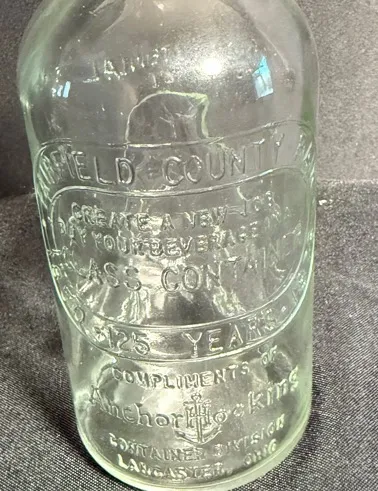 FIELD COUNTY
CREATE A NEW JOB
BUY YOUR BEVERAGE IN
GLASS CONTAIN
125 YEARS
COMPLIMENTS OF
Anchor Hocking
CONTAINER DIVISION
LANCASTER, OHIO